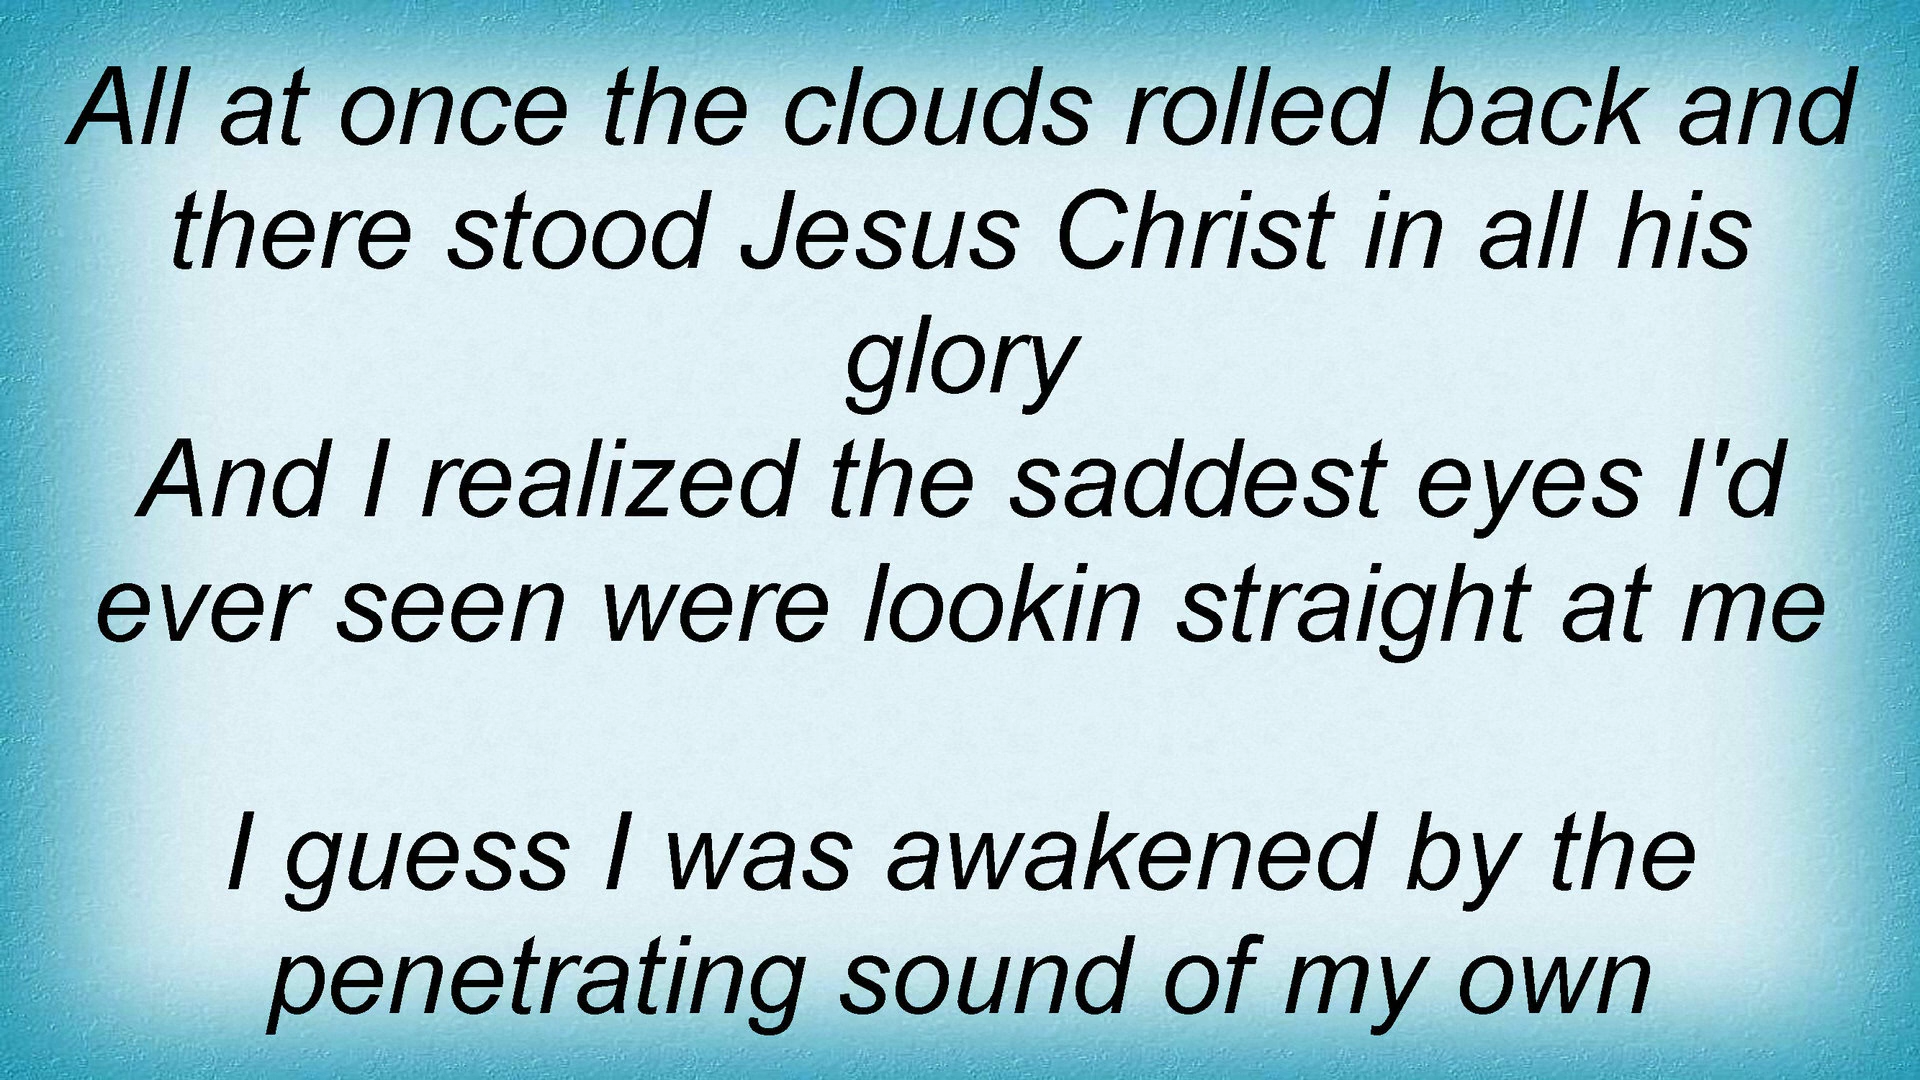 All at once the clouds rolled back and
there stood Jesus Christ in all his
glory
And I realized the saddest eyes I'd
ever seen were lookin straight at me
I guess I was awakened by the
penetrating sound of my own